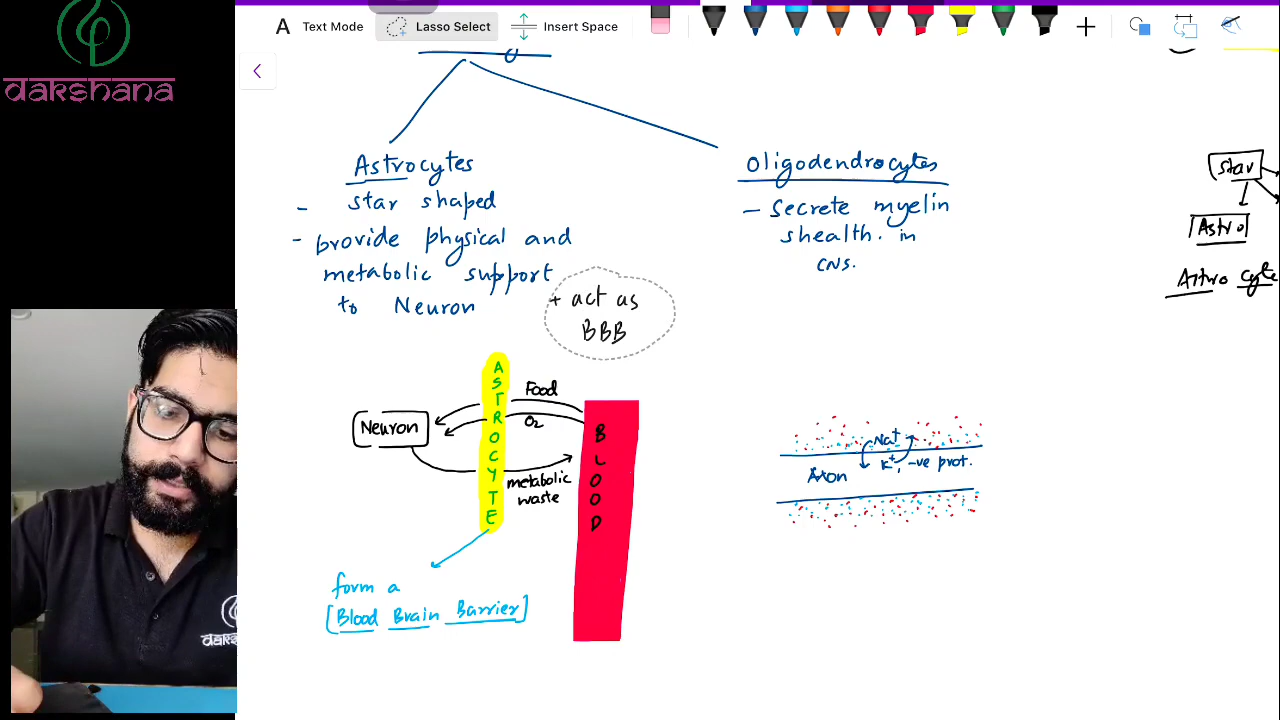 dakshana
Text Mode
Lasso Select
Insert Space
Astrocytes
- star shaped
- provide physical and
metabolic support
to Neuron
+ act as
BBB
Oligodendrocytes
- Secrete myelin
shealth. in
CNS.
Star
Astro
Astro cyte
Neuron
ASTROCYTE
Food
O2
metabolic
waste
BLOOD
form a
[Blood Brain Barrier]
Na+
K+, -ve prot.
Axon
daks